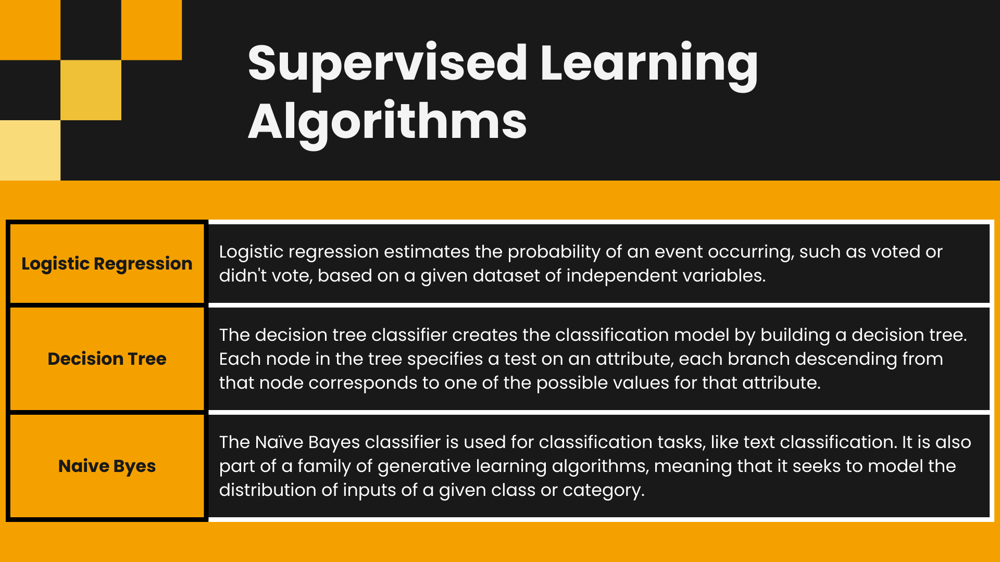 Supervised Learning
Algorithms
Logistic Regression
Logistic regression estimates the probability of an event occurring, such as voted or
didn't vote, based on a given dataset of independent variables.
Decision Tree
The decision tree classifier creates the classification model by building a decision tree.
Each node in the tree specifies a test on an attribute, each branch descending from
that node corresponds to one of the possible values for that attribute.
Naive Byes
The Naïve Bayes classifier is used for classification tasks, like text classification. It is also
part of a family of generative learning algorithms, meaning that it seeks to model the
distribution of inputs of a given class or category.